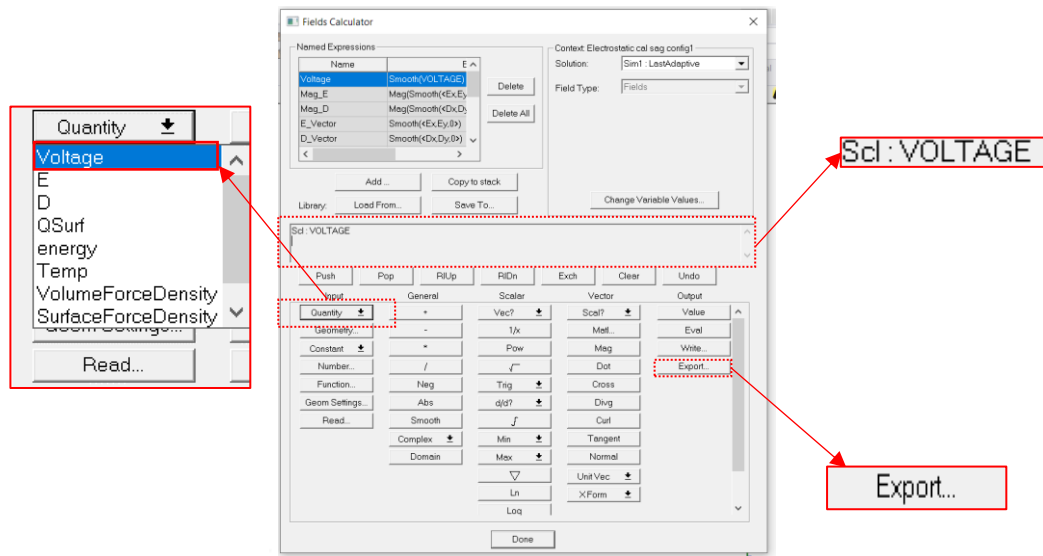 Fields Calculator
Named Expressions
Name E
Voltage Smooth(VOLTAGE)
Mag_E Mag(Smooth(<Ex,Ey
Mag_D Mag(Smooth(<Dx,Dy
E_Vector Smooth(<Ex,Ey,0>)
D_Vector Smooth(<Dx,Dy,0>)
Delete
Delete All
Context: Electrostatic cal sag config1
Solution: Sim1 : LastAdaptive
Field Type: Fields
Add ... Copy to stack
Library: Load From... Save To...
Change Variable Values...
Scl : VOLTAGE
Push Pop RlUp RlDn Exch Clear Undo
Input General Scalar Vector Output
Quantity + Vec? Scal? Value
Geometry... - 1/x Matl... Eval
Constant * Pow Mag Write...
Number... / √ Dot Export...
Function... Neg Trig Cross
Geom Settings... Abs d/d? Divg
Read... Smooth ∫ Curl
Complex Min Tangent
Domain Max Normal
▽ Unit Vec
Ln X Form
Log
Done
Quantity
Voltage
E
D
QSurf
energy
Temp
VolumeForceDensity
SurfaceForceDensity
Geom Settings...
Read...
Scl : VOLTAGE
Export...